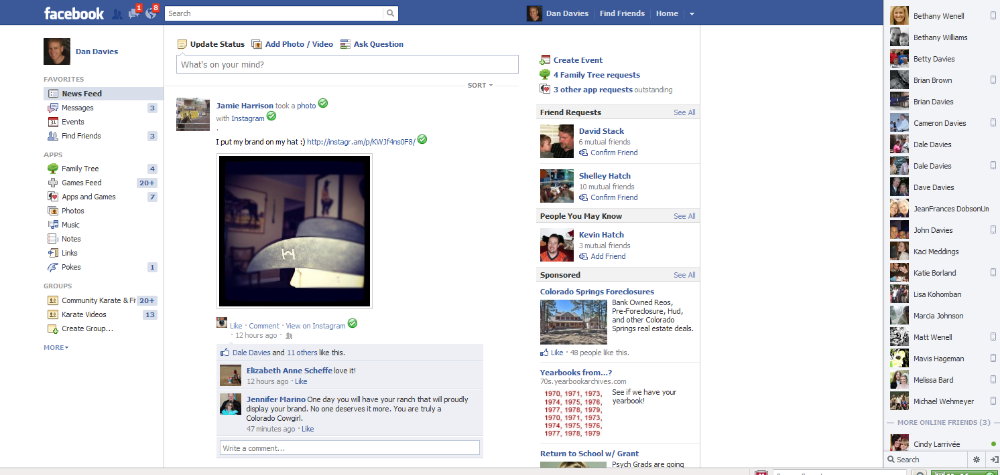 facebook
1
8
Search
Dan Davies
Find Friends
Home
Dan Davies
FAVORITES
News Feed
Messages 3
Events
Find Friends 3
APPS
Family Tree 4
Games Feed 20+
Apps and Games 7
Photos
Music
Notes
Links
Pokes 1
GROUPS
Community Karate & Fi 20+
Karate Videos 13
Create Group...
MORE
Update Status
Add Photo / Video
Ask Question
What's on your mind?
SORT
Jamie Harrison took a photo
with Instagram
.
I put my brand on my hat :) http://instagr.am/p/KWJf4ns0F8/
Like · Comment · View on Instagram
· 12 hours ago ·
Dale Davies and 11 others like this.
Elizabeth Anne Scheffe love it!
12 hours ago · Like
Jennifer Marino One day you will have your ranch that will proudly
display your brand. No one deserves it more. You are truly a
Colorado Cowgirl.
47 minutes ago · Like
Write a comment...
Create Event
4 Family Tree requests
3 other app requests outstanding
Friend Requests See All
David Stack
6 mutual friends
Confirm Friend
Shelley Hatch
10 mutual friends
Confirm Friend
People You May Know See All
Kevin Hatch
3 mutual friends
Add Friend
Sponsored See All
Colorado Springs Foreclosures
Bank Owned Reos,
Pre-Foreclosure, Hud,
and other Colorado
Springs real estate deals.
Like · 48 people like this.
Yearbooks from...?
70s.yearbookarchives.com
1970, 1971, 1973,
1974, 1975, 1976,
1977, 1978, 1979,
1970, 1971, 1973,
1974, 1975, 1976,
1977, 1978, 1979
See if we have your
yearbook!
Return to School w/ Grant
Psych Grads are going
Bethany Wenell
Bethany Williams
Betty Davies
Brian Brown
Brian Davies
Cameron Davies
Dale Davies
Dale Davies
Dave Davies
JeanFrances DobsonUm
John Davies
Kaci Meddings
Katie Borland
Lisa Kohomban
Marcia Johnson
Matt Wenell
Mavis Hageman
Melissa Bard
Michael Wehmeyer
MORE ONLINE FRIENDS (3)
Cindy Larrivée
Search